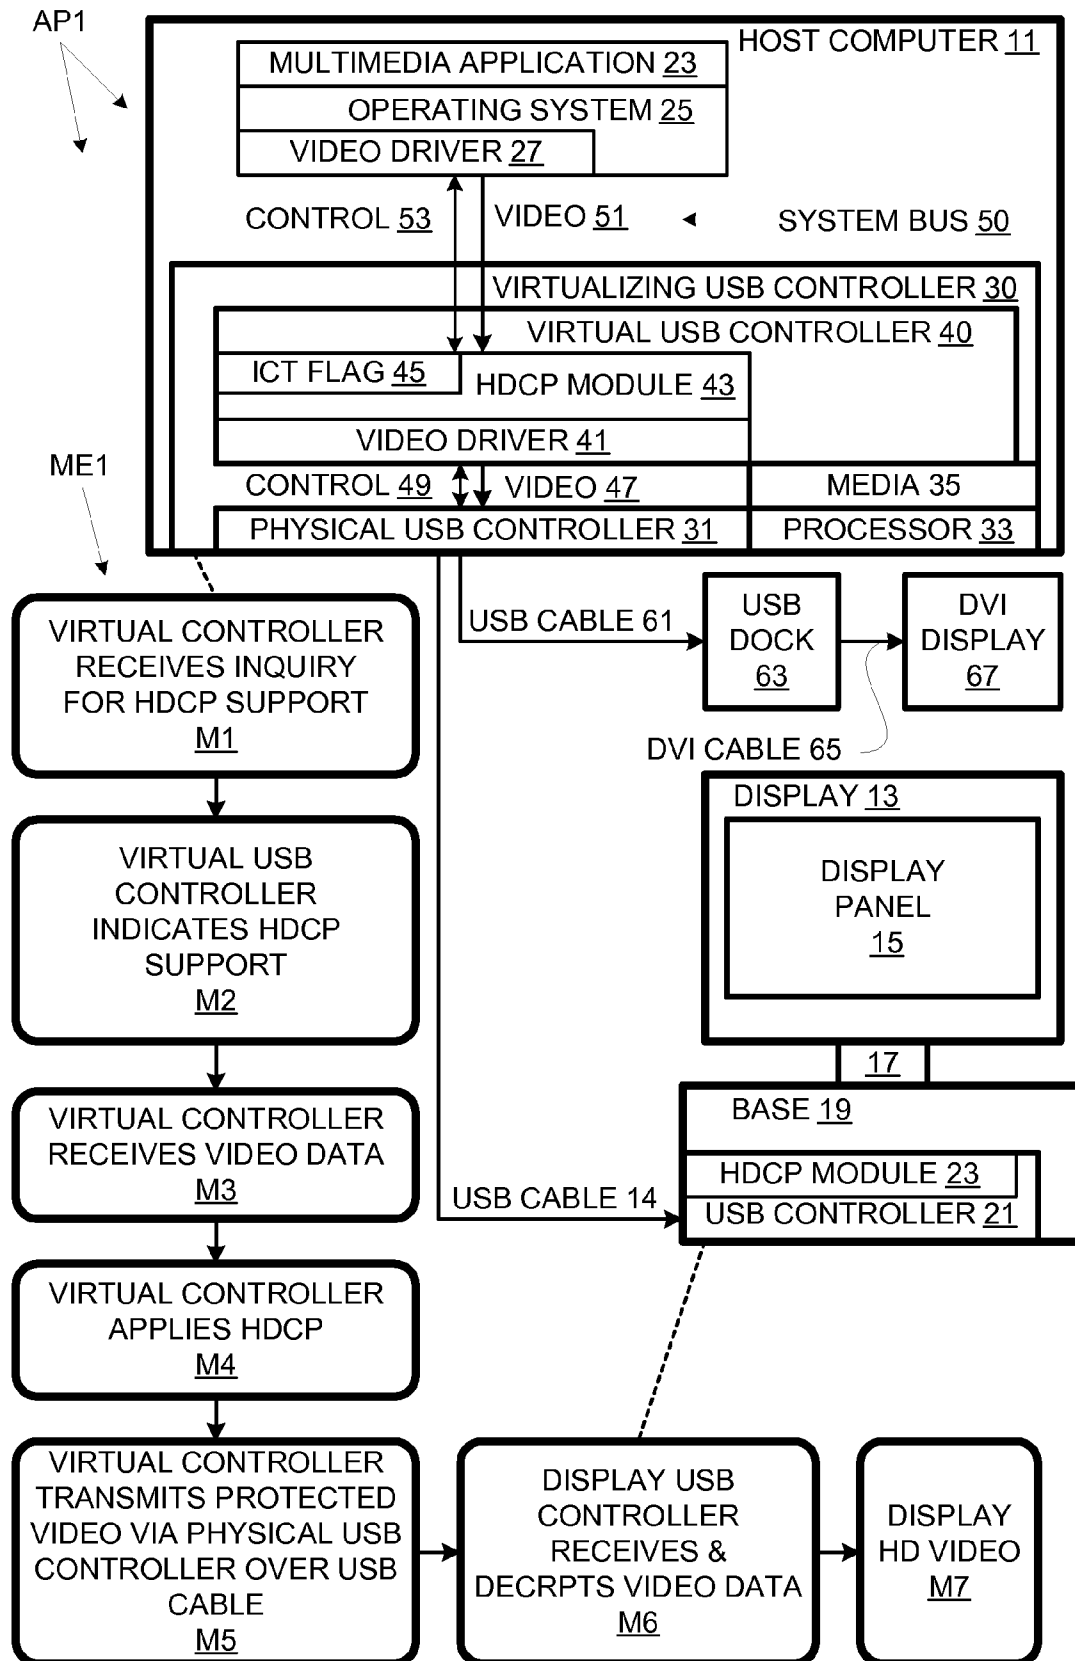 AP1
HOST COMPUTER 11
MULTIMEDIA APPLICATION 23
OPERATING SYSTEM 25
VIDEO DRIVER 27
CONTROL 53
VIDEO 51
SYSTEM BUS 50
VIRTUALIZING USB CONTROLLER 30
VIRTUAL USB CONTROLLER 40
ICT FLAG 45
HDCP MODULE 43
VIDEO DRIVER 41
ME1
CONTROL 49
VIDEO 47
MEDIA 35
PHYSICAL USB CONTROLLER 31
PROCESSOR 33
USB CABLE 61
USB
DOCK
63
DVI
DISPLAY
67
DVI CABLE 65
VIRTUAL CONTROLLER
RECEIVES INQUIRY
FOR HDCP SUPPORT
M1
DISPLAY 13
DISPLAY
PANEL
15
VIRTUAL USB
CONTROLLER
INDICATES HDCP
SUPPORT
M2
17
BASE 19
HDCP MODULE 23
USB CONTROLLER 21
USB CABLE 14
VIRTUAL CONTROLLER
RECEIVES VIDEO DATA
M3
VIRTUAL CONTROLLER
APPLIES HDCP
M4
VIRTUAL CONTROLLER
TRANSMITS PROTECTED
VIDEO VIA PHYSICAL USB
CONTROLLER OVER USB
CABLE
M5
DISPLAY USB
CONTROLLER
RECEIVES &
DECRPTS VIDEO DATA
M6
DISPLAY
HD VIDEO
M7